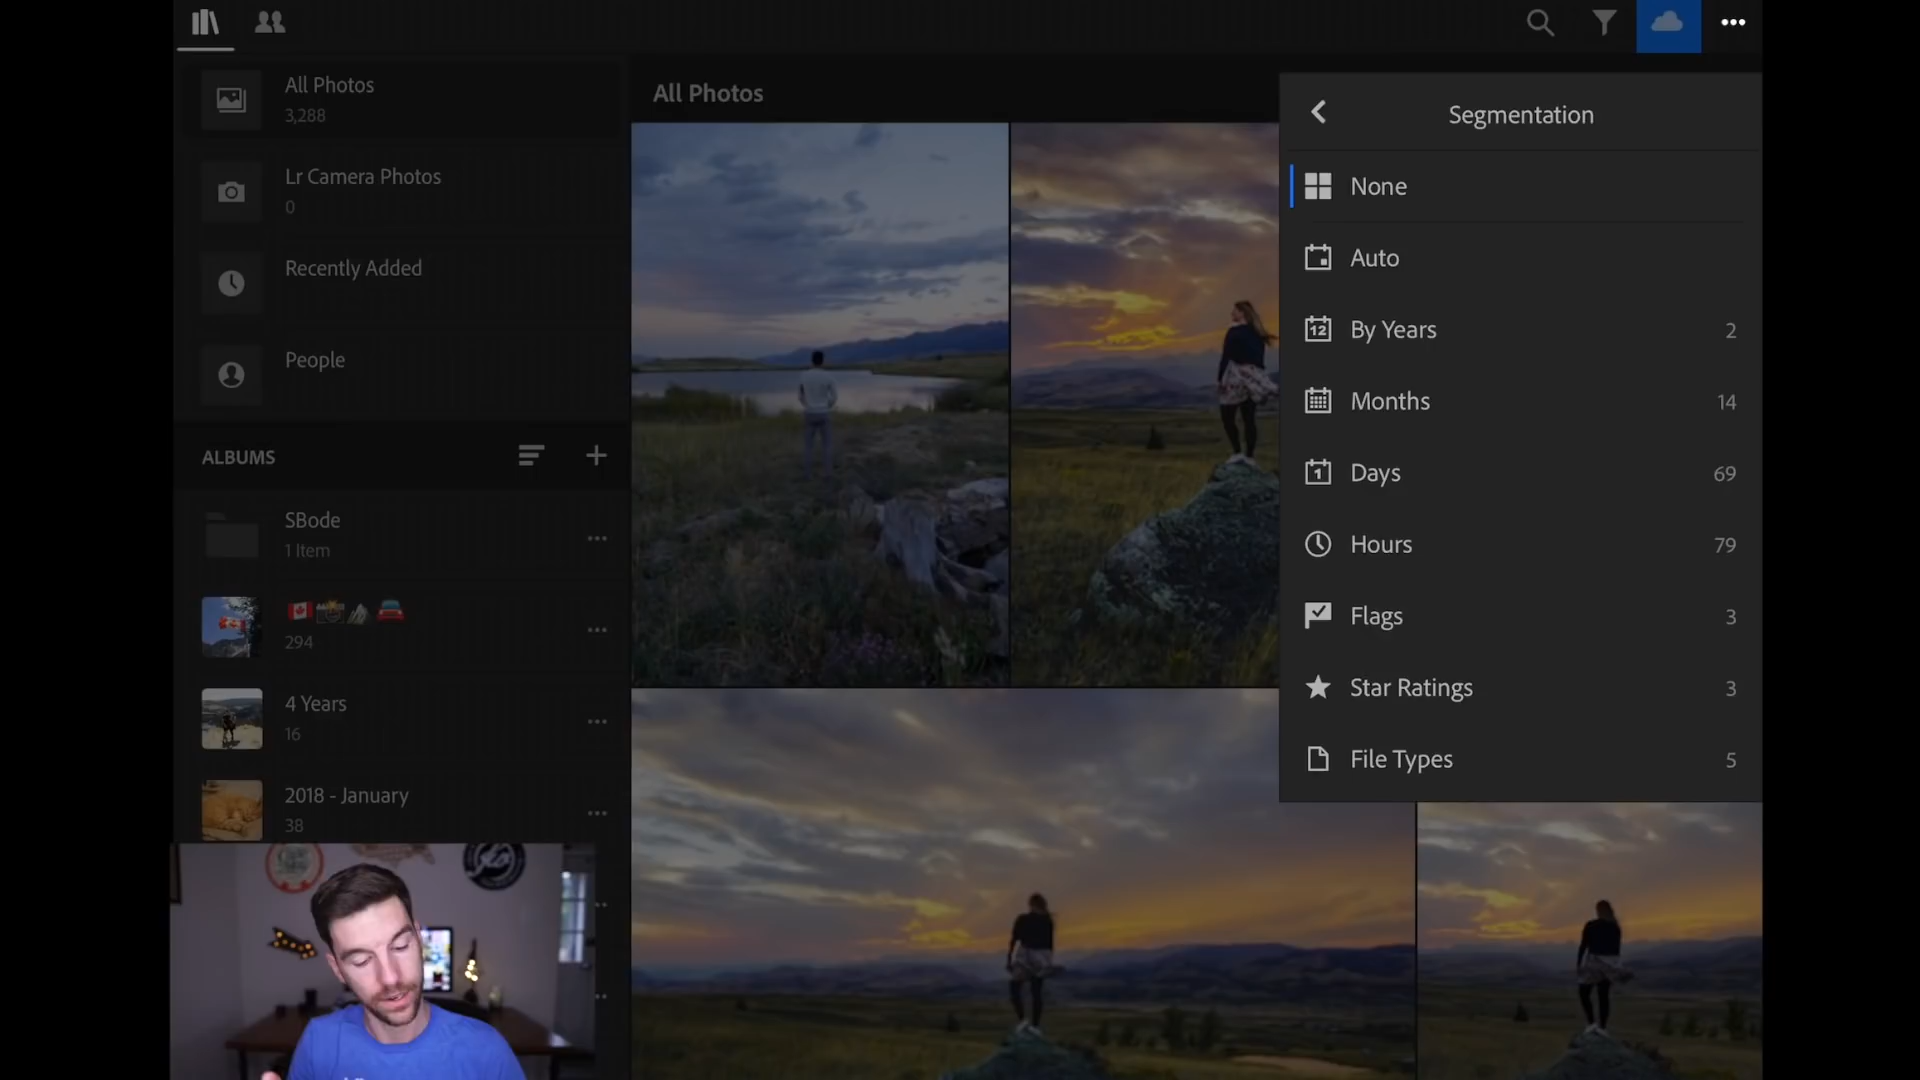 All Photos
3,288
Lr Camera Photos
0
Recently Added
People
ALBUMS
SBode
1 Item
294
4 Years
16
2018 - January
38
All Photos
Segmentation
None
Auto
12
By Years
2
Months
14
1
Days
69
Hours
79
Flags
3
Star Ratings
3
File Types
5